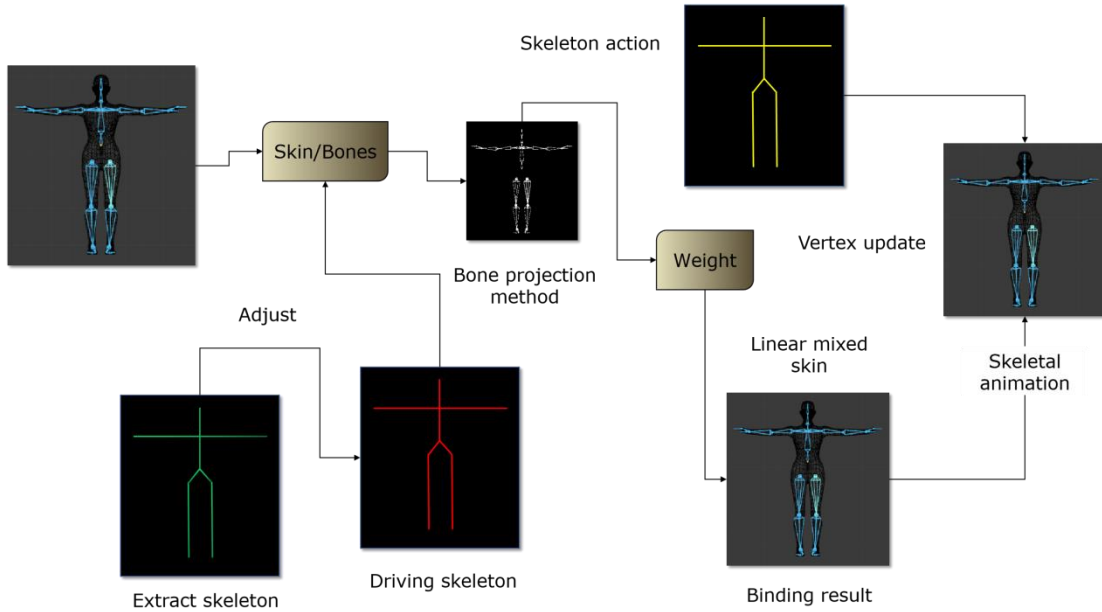 Skeleton action
Skin/Bones
Bone projection
method
Weight
Vertex update
Adjust
Linear mixed
skin
Skeletal
animation
Driving skeleton
Extract skeleton
Binding result